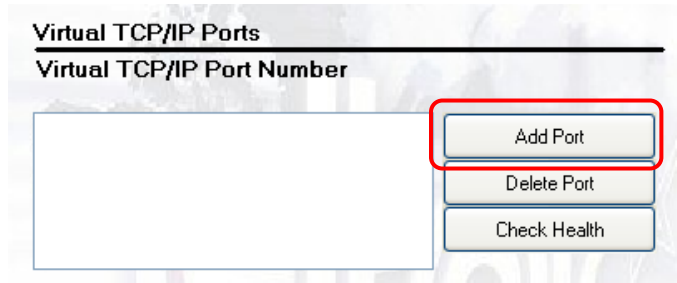 Virtual TCP/IP Ports
Virtual TCP/IP Port Number
Add Port
Delete Port
Check Health